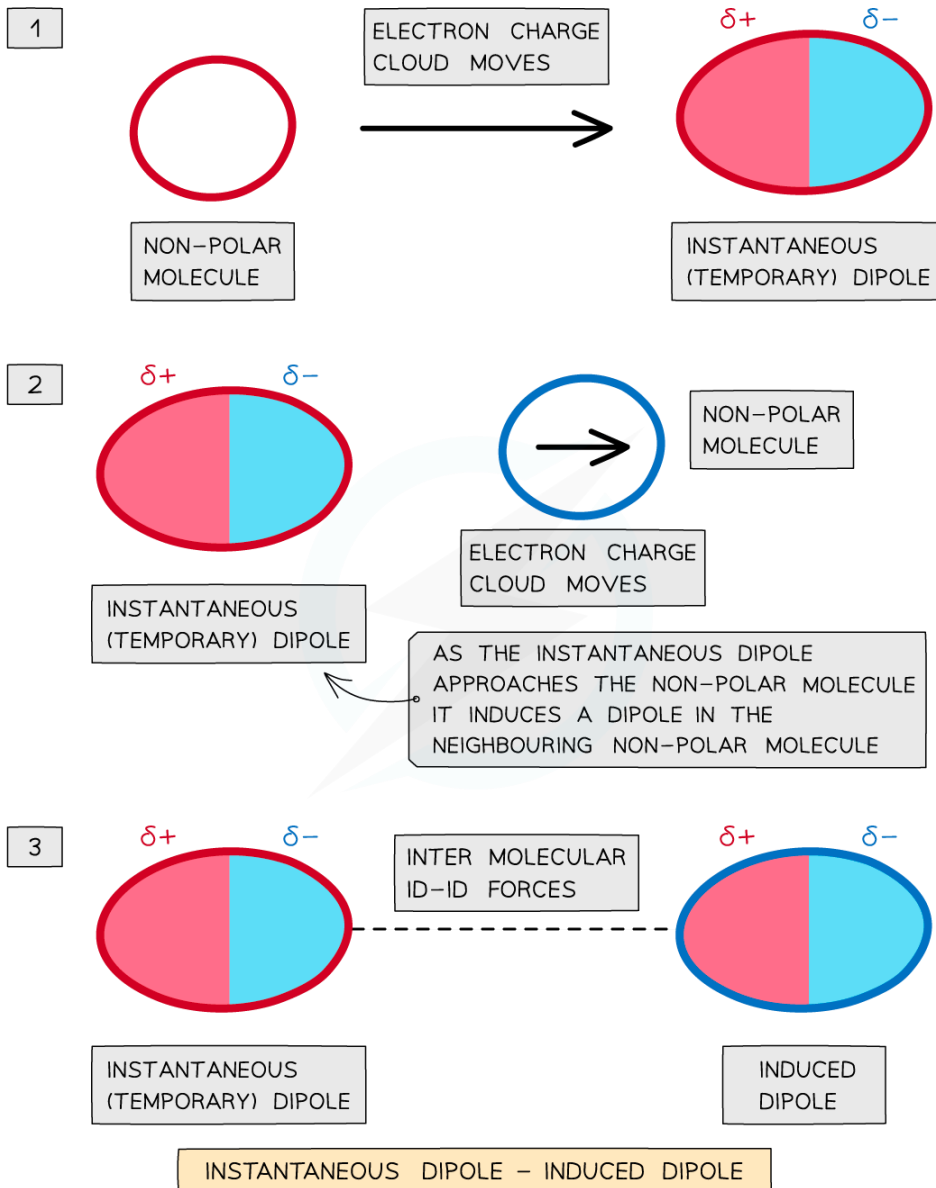 1
ELECTRON CHARGE
CLOUD MOVES
δ+
δ−
NON-POLAR
MOLECULE
INSTANTANEOUS
(TEMPORARY) DIPOLE
2
δ+
δ−
NON-POLAR
MOLECULE
ELECTRON CHARGE
CLOUD MOVES
INSTANTANEOUS
(TEMPORARY) DIPOLE
AS THE INSTANTANEOUS DIPOLE
APPROACHES THE NON-POLAR MOLECULE
IT INDUCES A DIPOLE IN THE
NEIGHBOURING NON-POLAR MOLECULE
3
δ+
δ−
INTER MOLECULAR
ID-ID FORCES
δ+
δ−
INSTANTANEOUS
(TEMPORARY) DIPOLE
INDUCED
DIPOLE
INSTANTANEOUS DIPOLE – INDUCED DIPOLE